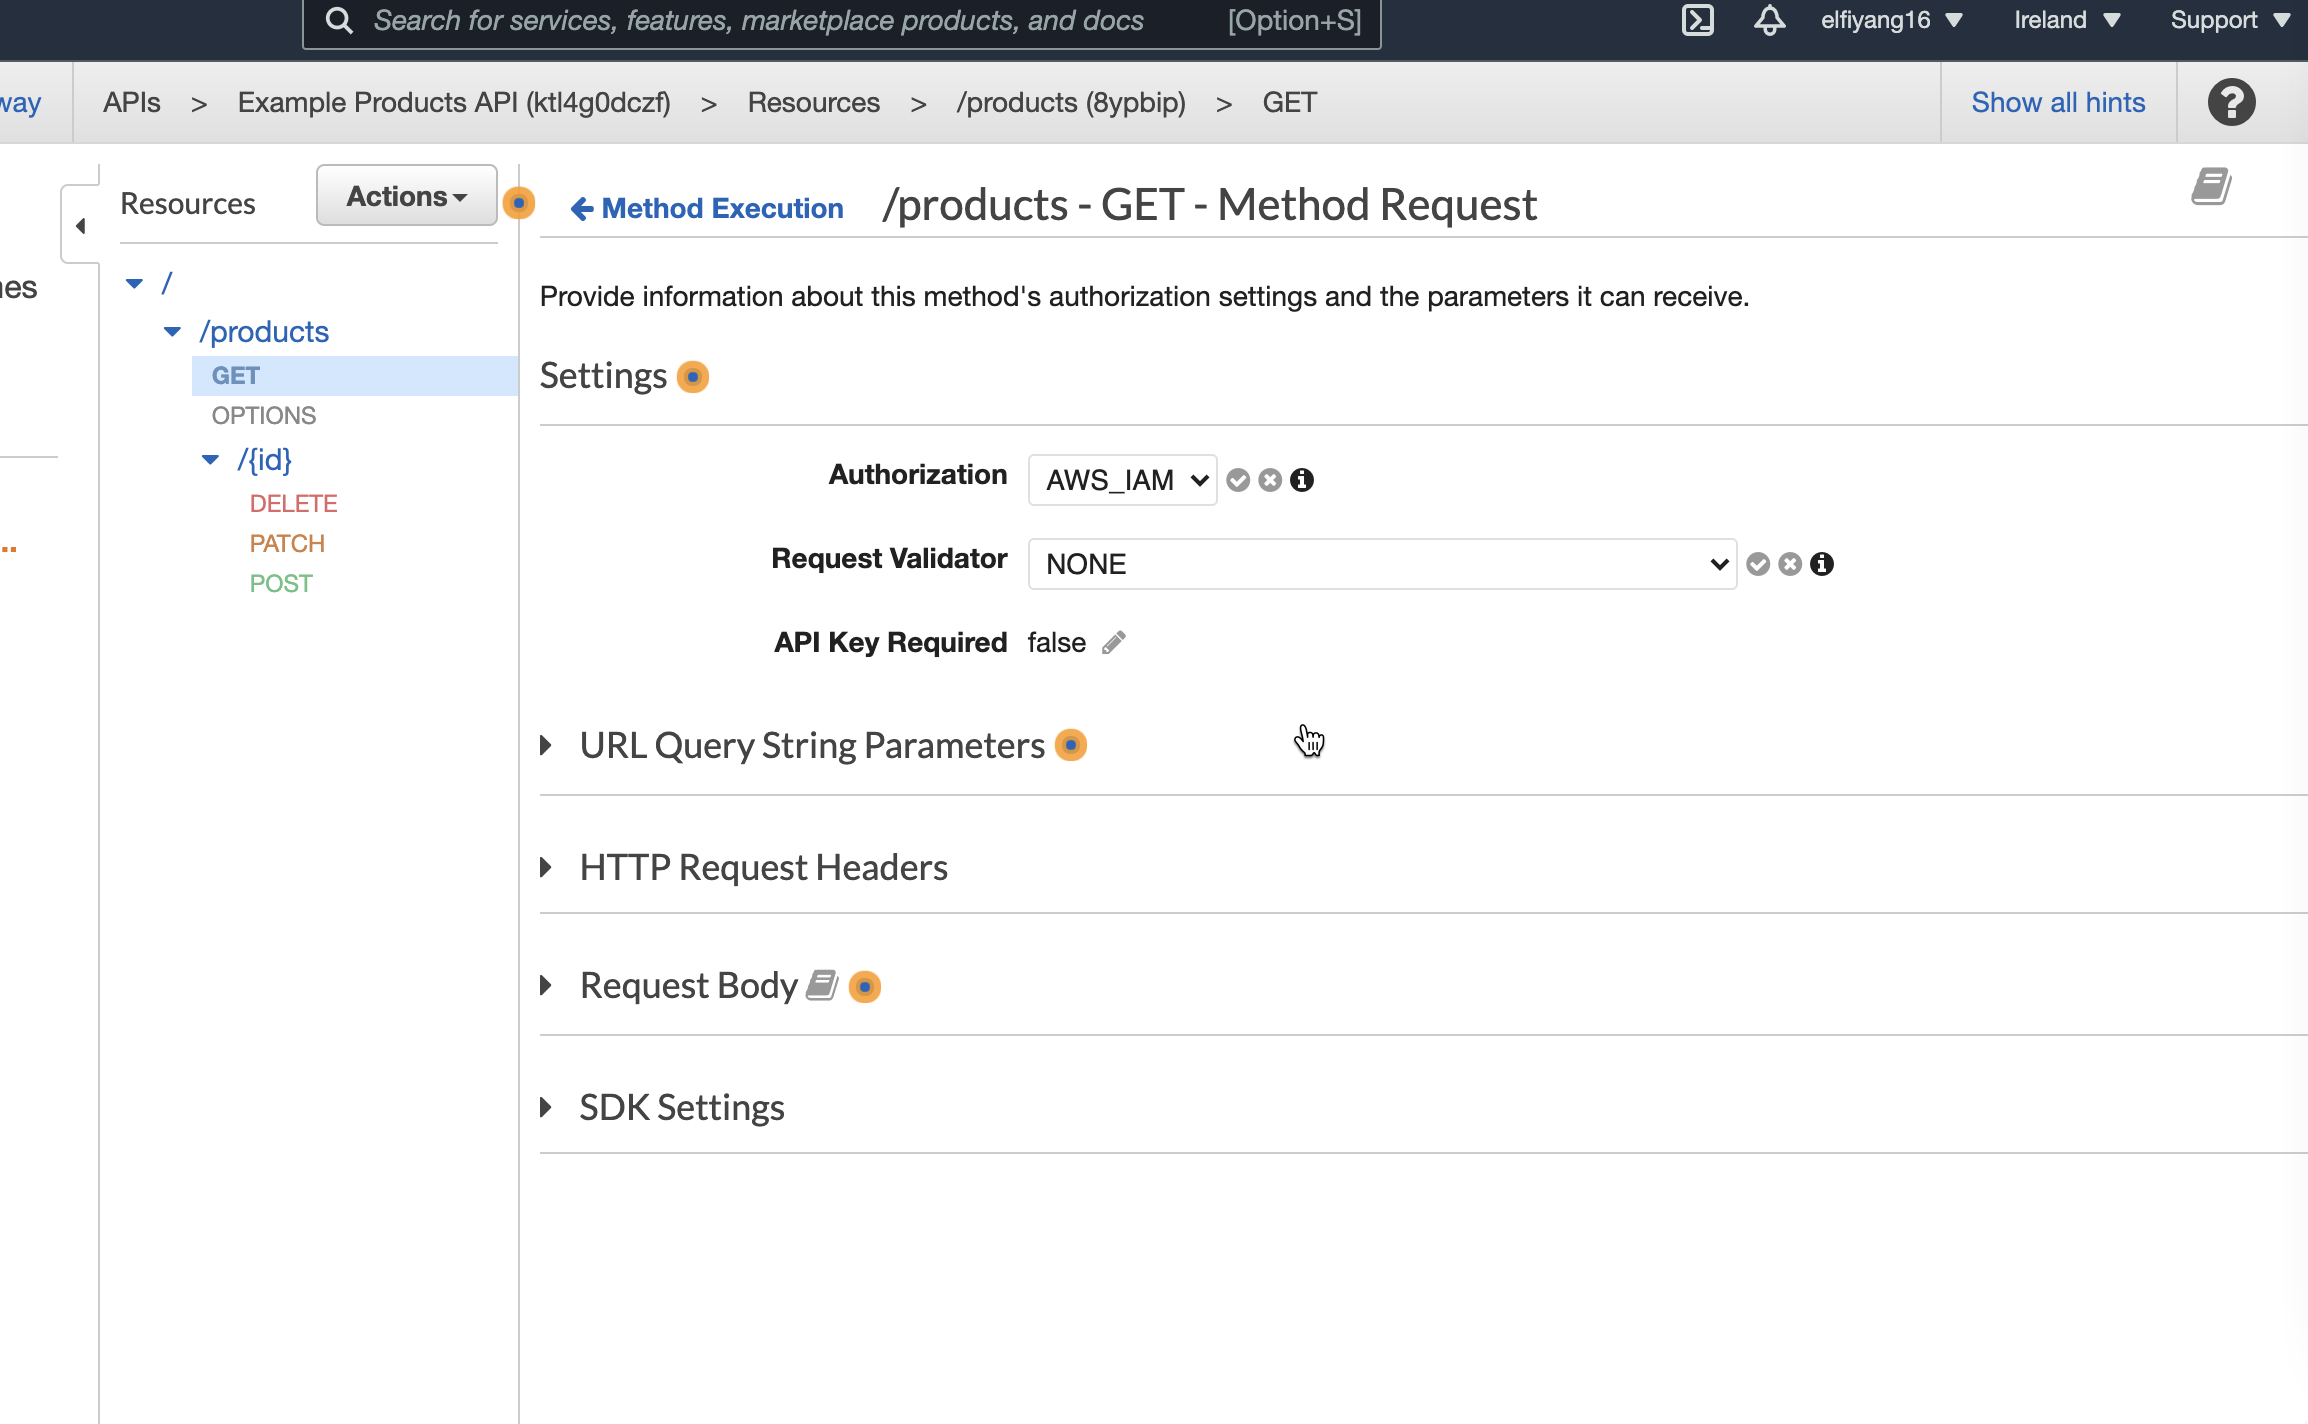 Search for services, features, marketplace products, and docs [Option+S] elfiyang16 Ireland Support
way APIs > Example Products API (ktl4g0dczf) > Resources > /products (8ypbip) > GET Show all hints ?
Resources Actions Method Execution /products - GET - Method Request
/
/products
GET
OPTIONS
/{id}
DELETE
PATCH
POST
Provide information about this method's authorization settings and the parameters it can receive.
Settings
Authorization AWS_IAM
Request Validator NONE
API Key Required false
URL Query String Parameters
HTTP Request Headers
Request Body
SDK Settings